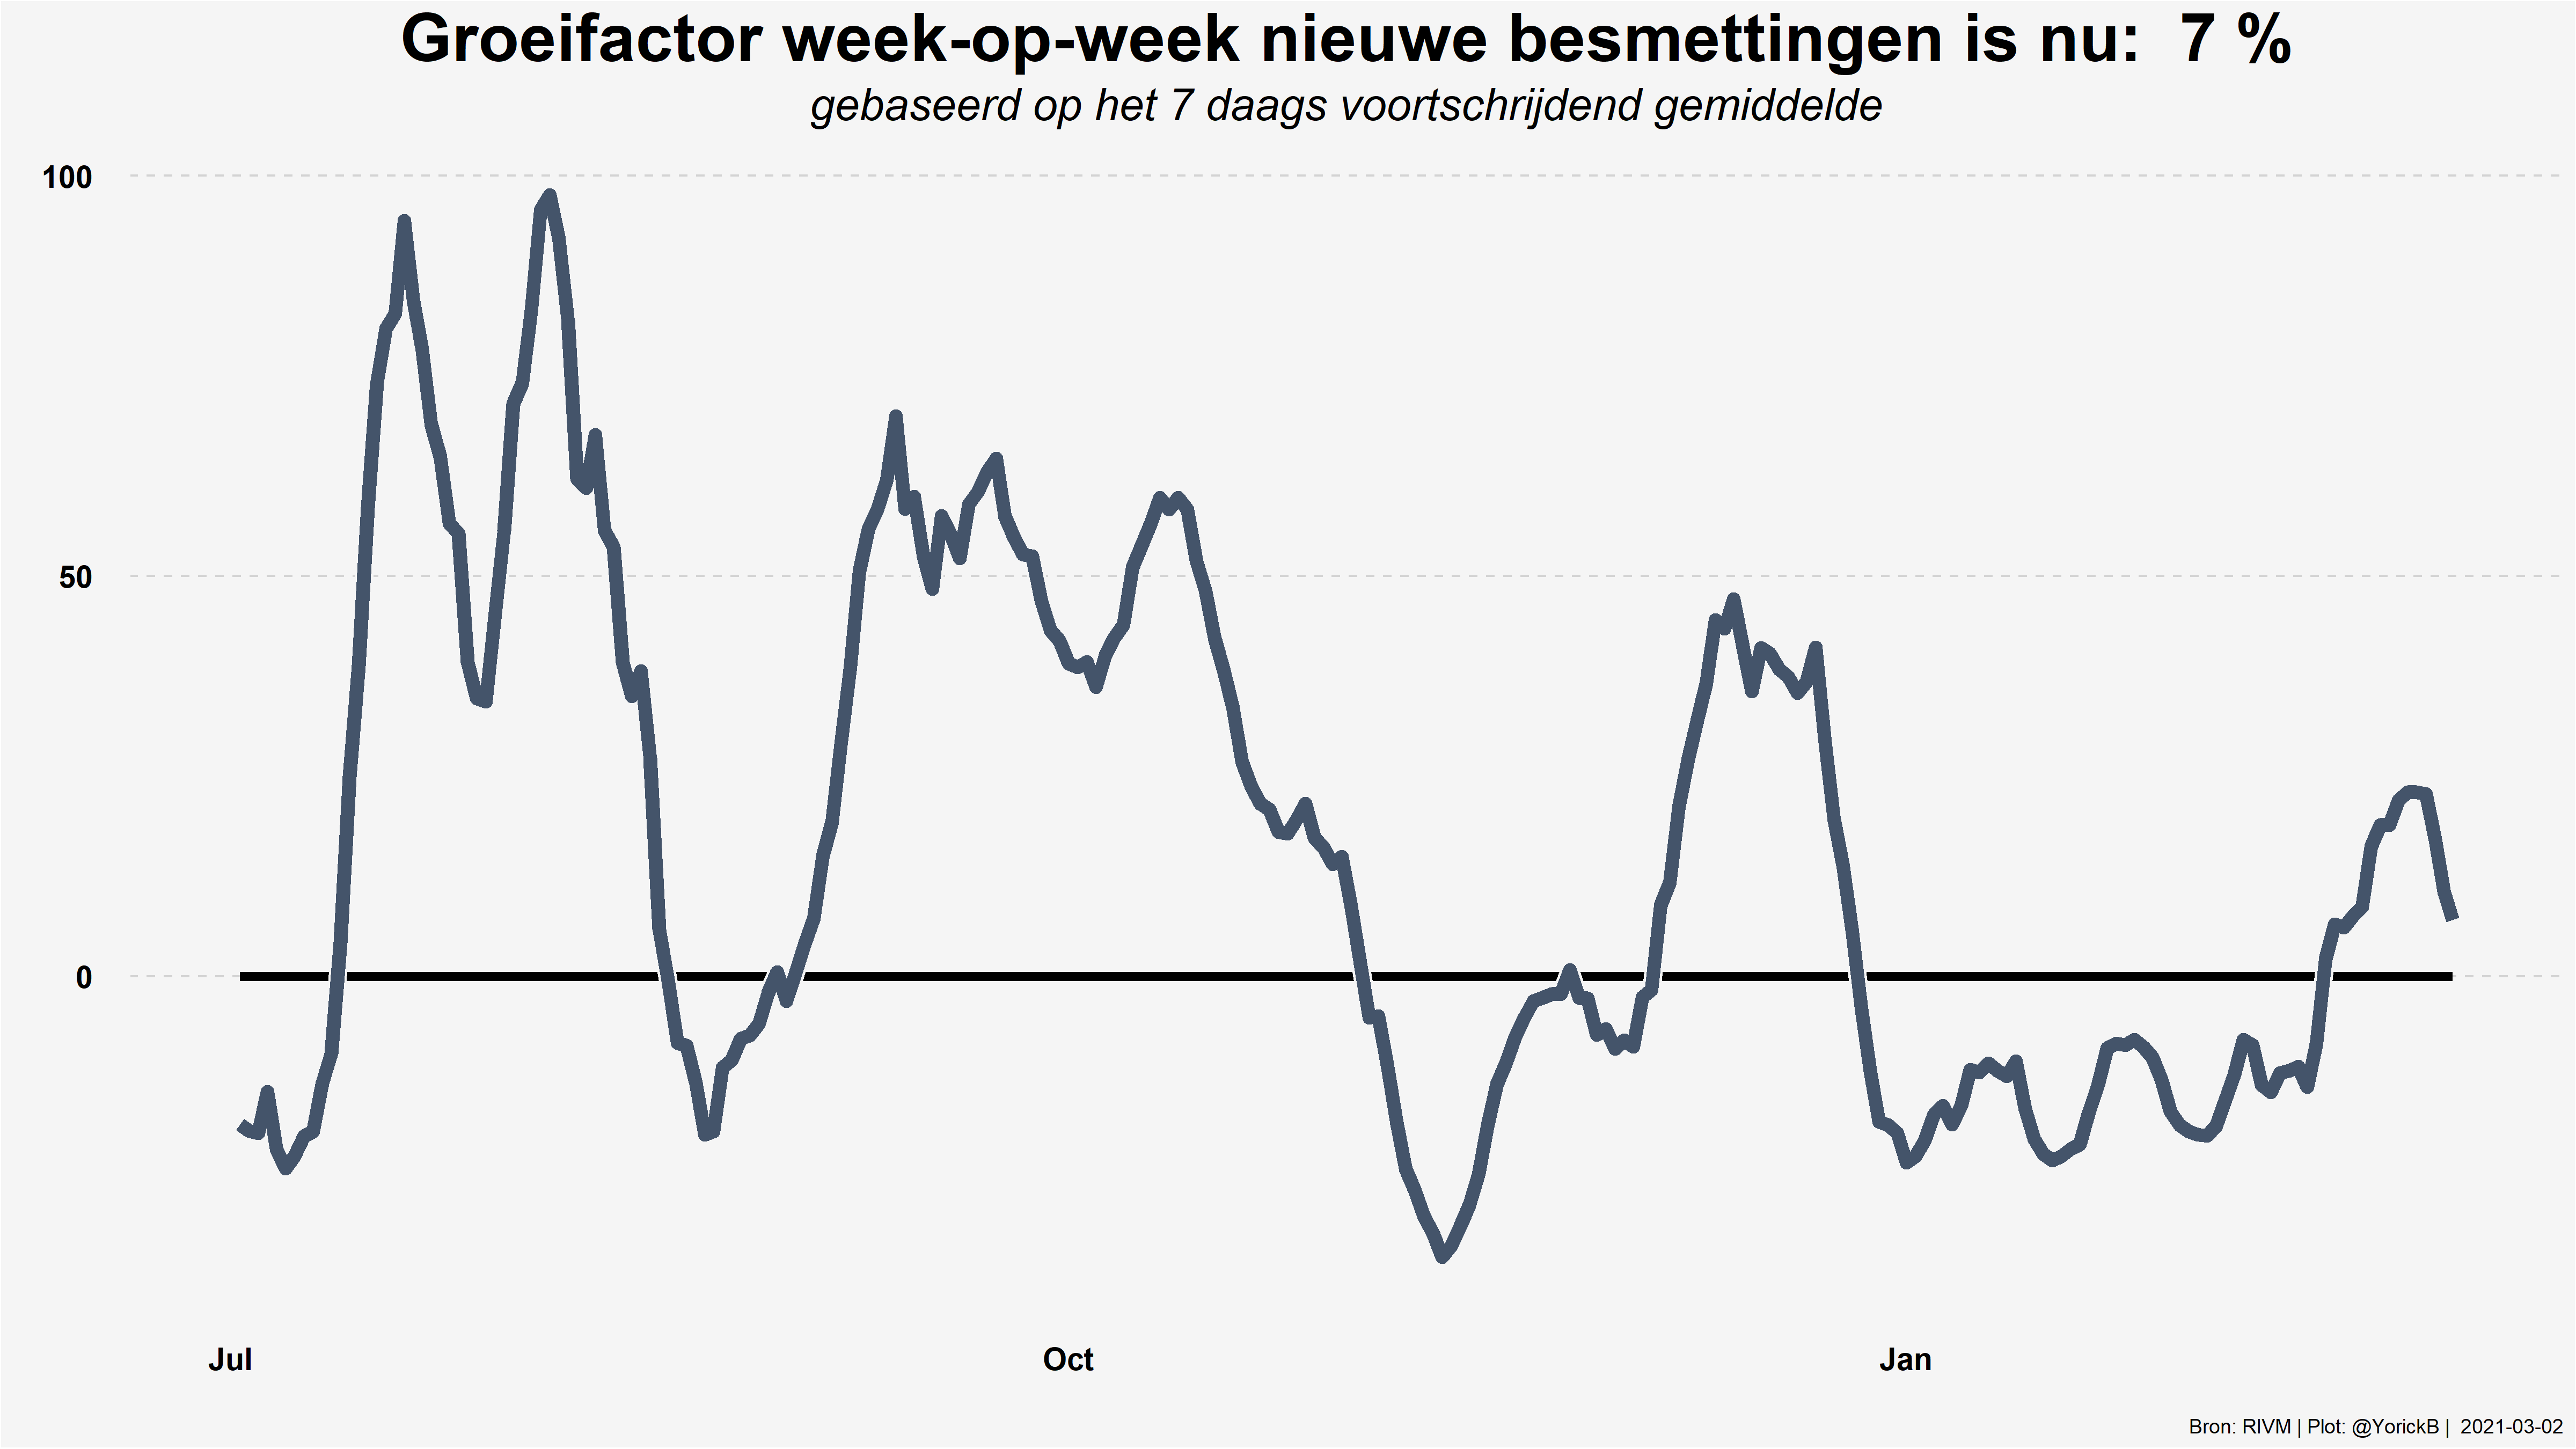 Groeifactor week-op-week nieuwe besmettingen is nu:  7 %
gebaseerd op het 7 daags voortschrijdend gemiddelde
100
50
0
Jul
Oct
Jan
Bron: RIVM | Plot: @YorickB |  2021-03-02